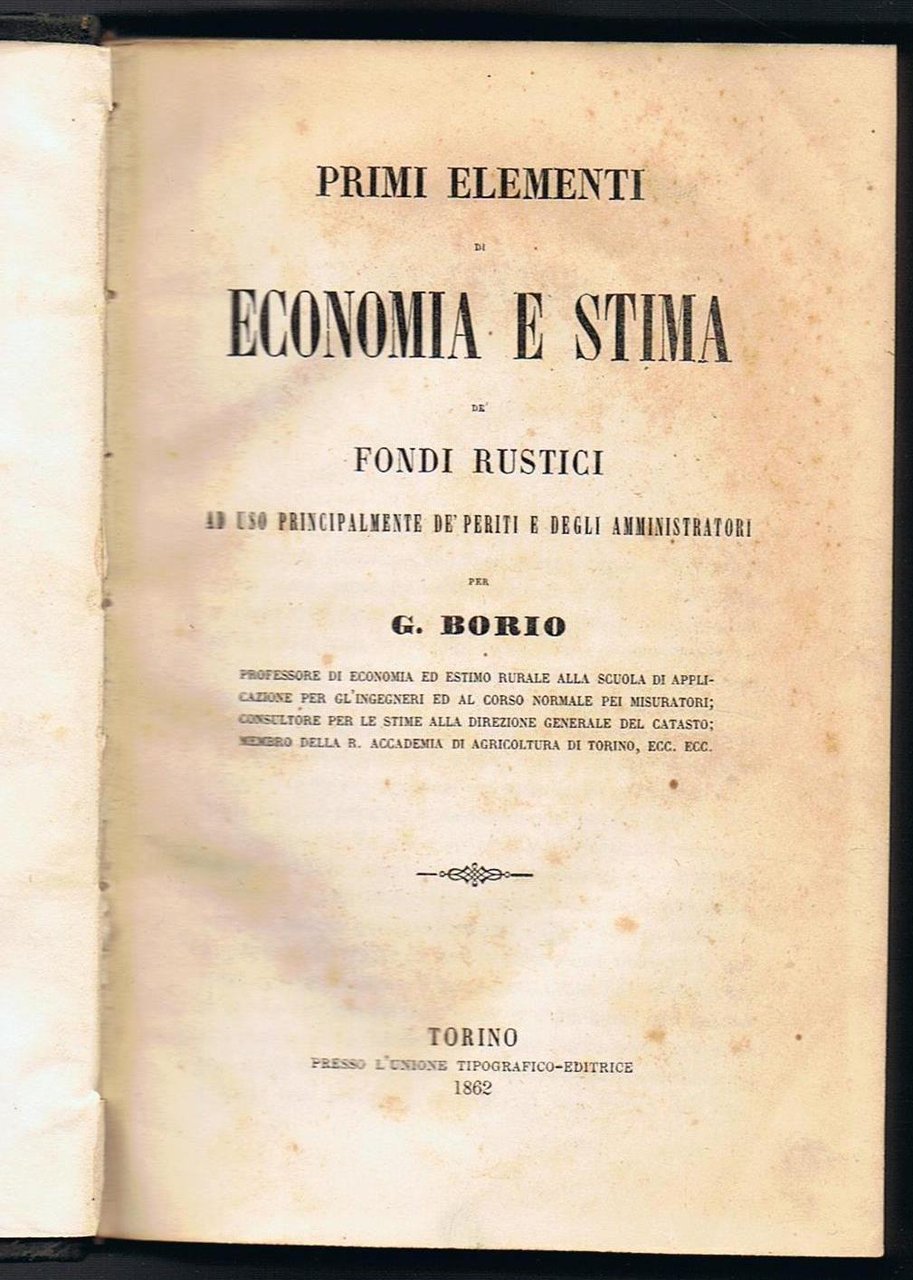 PRIMI ELEMENTI
DI
ECONOMIA E STIMA
DE'
FONDI RUSTICI
AD USO PRINCIPALMENTE DE' PERITI E DEGLI AMMINISTRATORI
PER
G. BORIO
PROFESSORE DI ECONOMIA ED ESTIMO RURALE ALLA SCUOLA DI APPLI-
CAZIONE PER GL'INGEGNERI ED AL CORSO NORMALE PEI MISURATORI;
CONSULTORE PER LE STIME ALLA DIREZIONE GENERALE DEL CATASTO;
MEMBRO DELLA R. ACCADEMIA DI AGRICOLTURA DI TORINO, ECC. ECC.
TORINO
PRESSO L'UNIONE TIPOGRAFICO-EDITRICE
1862